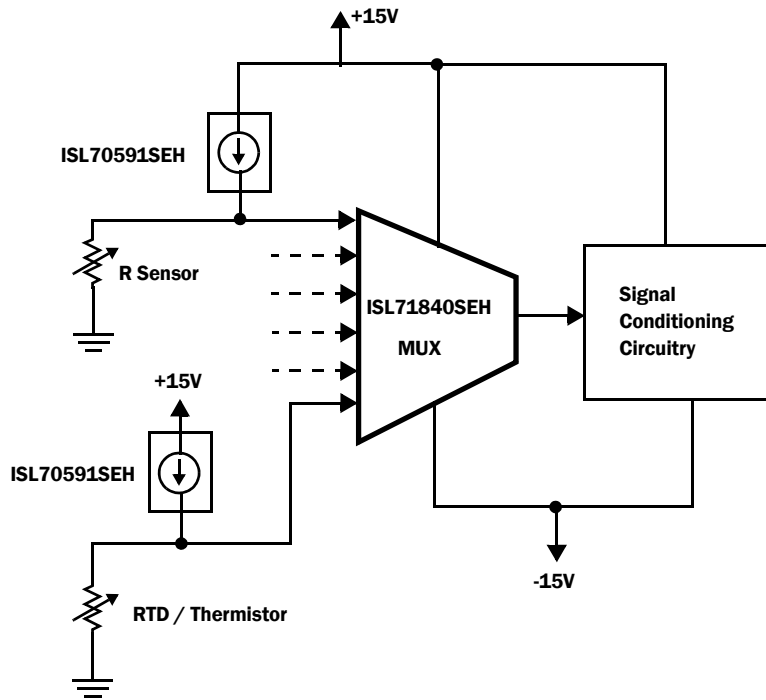 +15V
ISL70591SEH
R Sensor
ISL71840SEH
MUX
Signal
Conditioning
Circuitry
+15V
ISL70591SEH
-15V
RTD / Thermistor